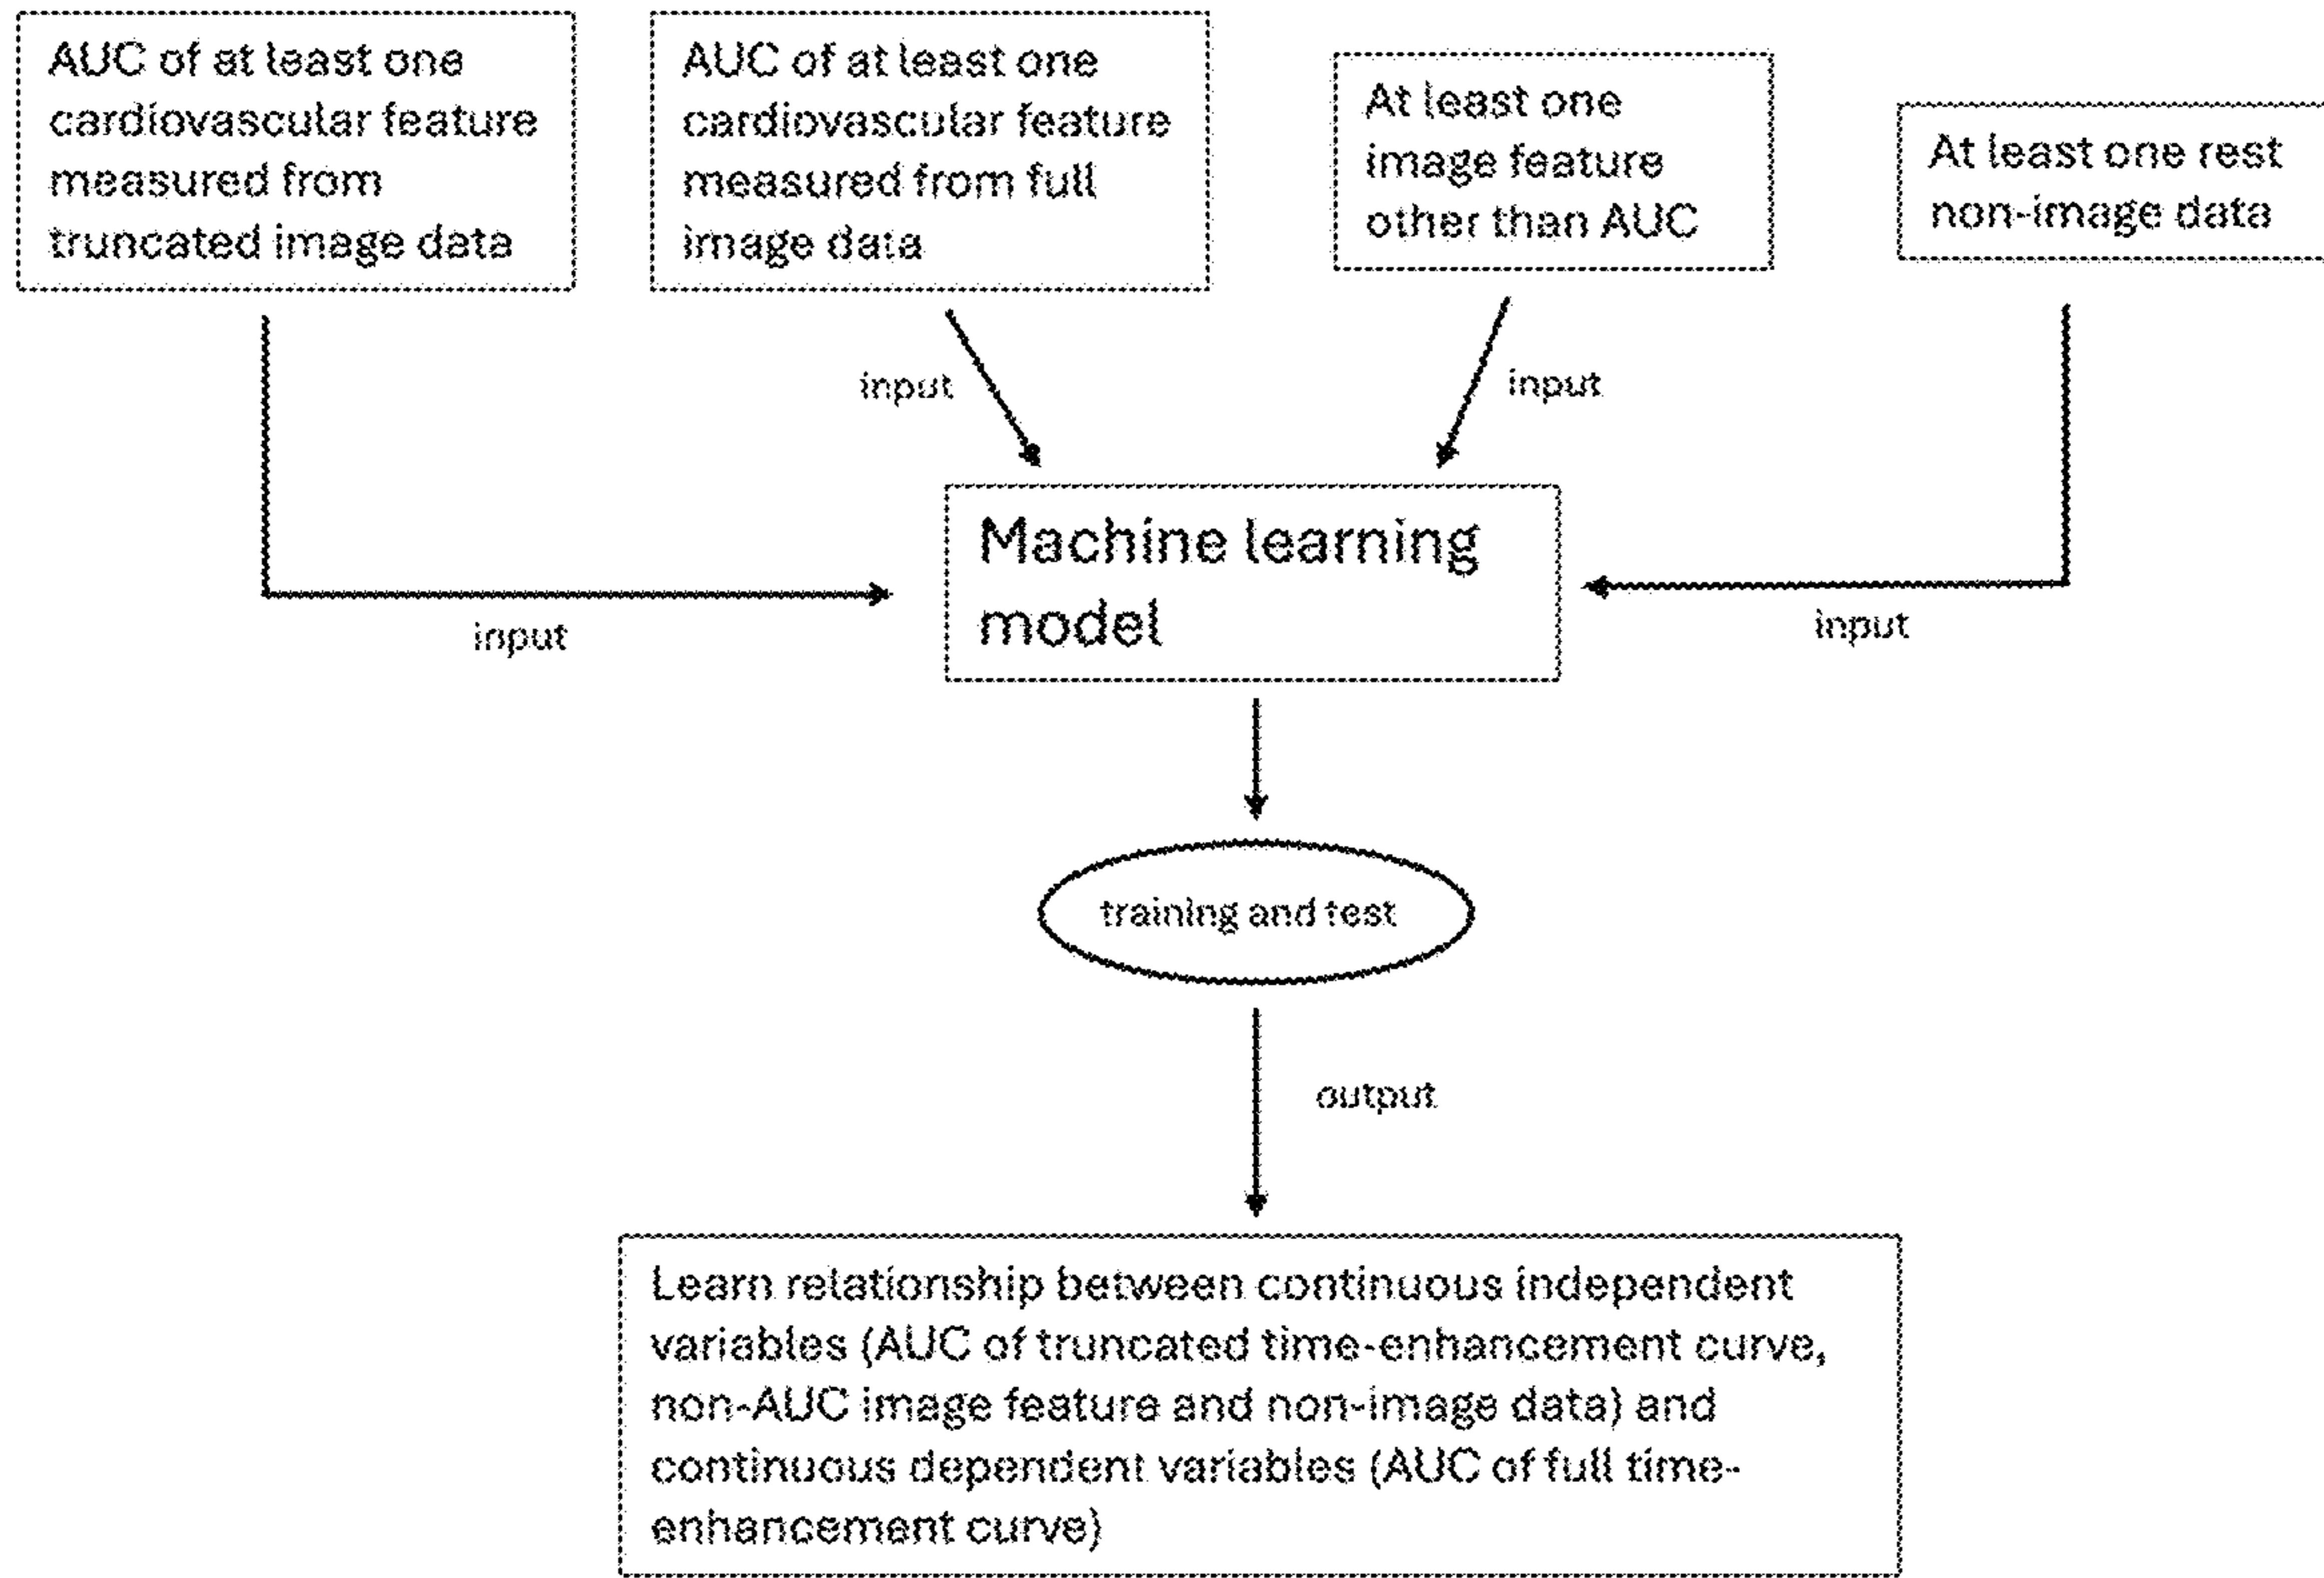 AUC of at least one
cardiovascular feature
measured from
truncated image data
AUC of at least one
cardiovascular feature
measured from full
image data
At least one
image feature
other than AUC
At least one rest
non-image data
input
input
input
input
Machine learning
model
training and test
output
Learn relationship between continuous independent
variables (AUC of truncated time-enhancement curve,
non-AUC image feature and non-image data) and
continuous dependent variables (AUC of full time-
enhancement curve)